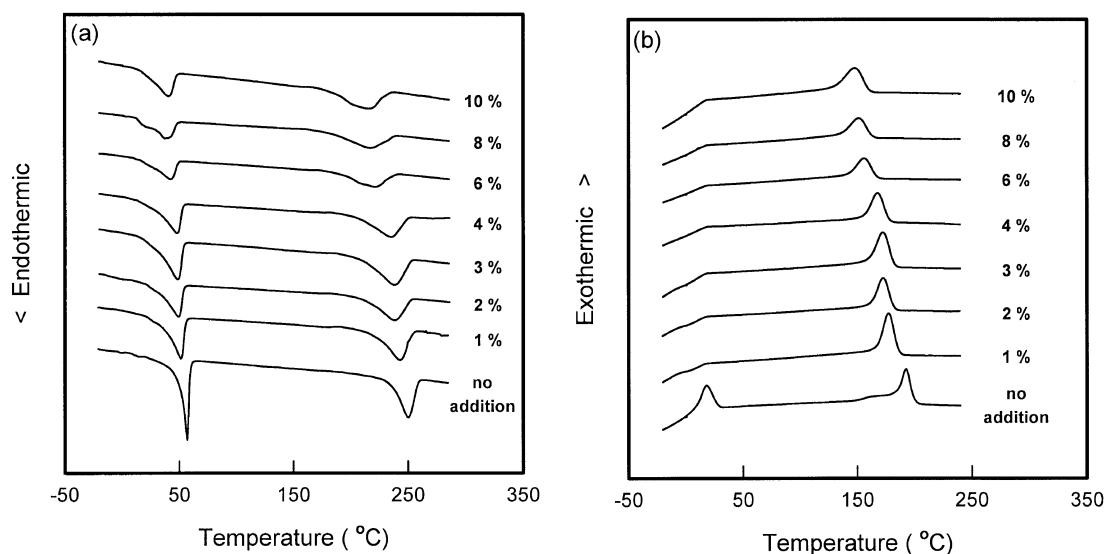 (a)
10 %
8 %
6 %
4 %
3 %
2 %
1 %
no
addition
< Endothermic
-50
50
150
250
350
Temperature ( °C)
(b)
10 %
8 %
6 %
4 %
3 %
2 %
1 %
no
addition
Exothermic >
-50
50
150
250
350
Temperature ( °C)